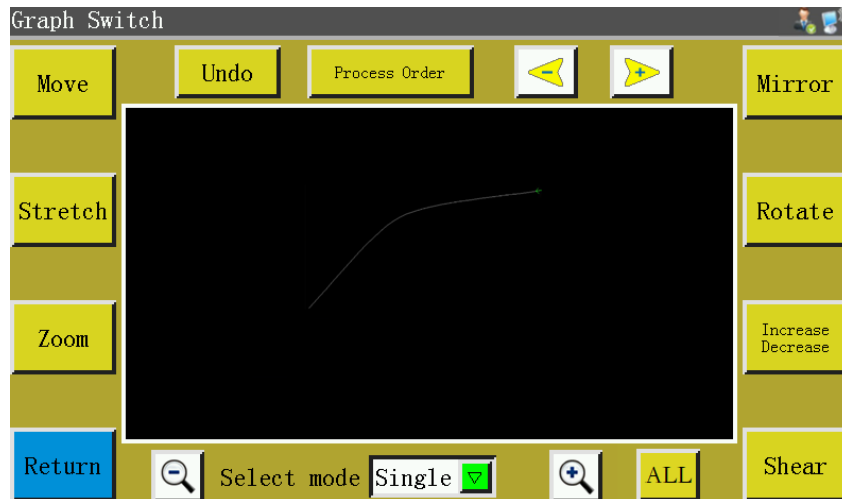 Graph Switch
Move
Undo
Process Order
-
+
Mirror
Stretch
Rotate
Zoom
Increase
Decrease
Return
Select mode
Single
ALL
Shear